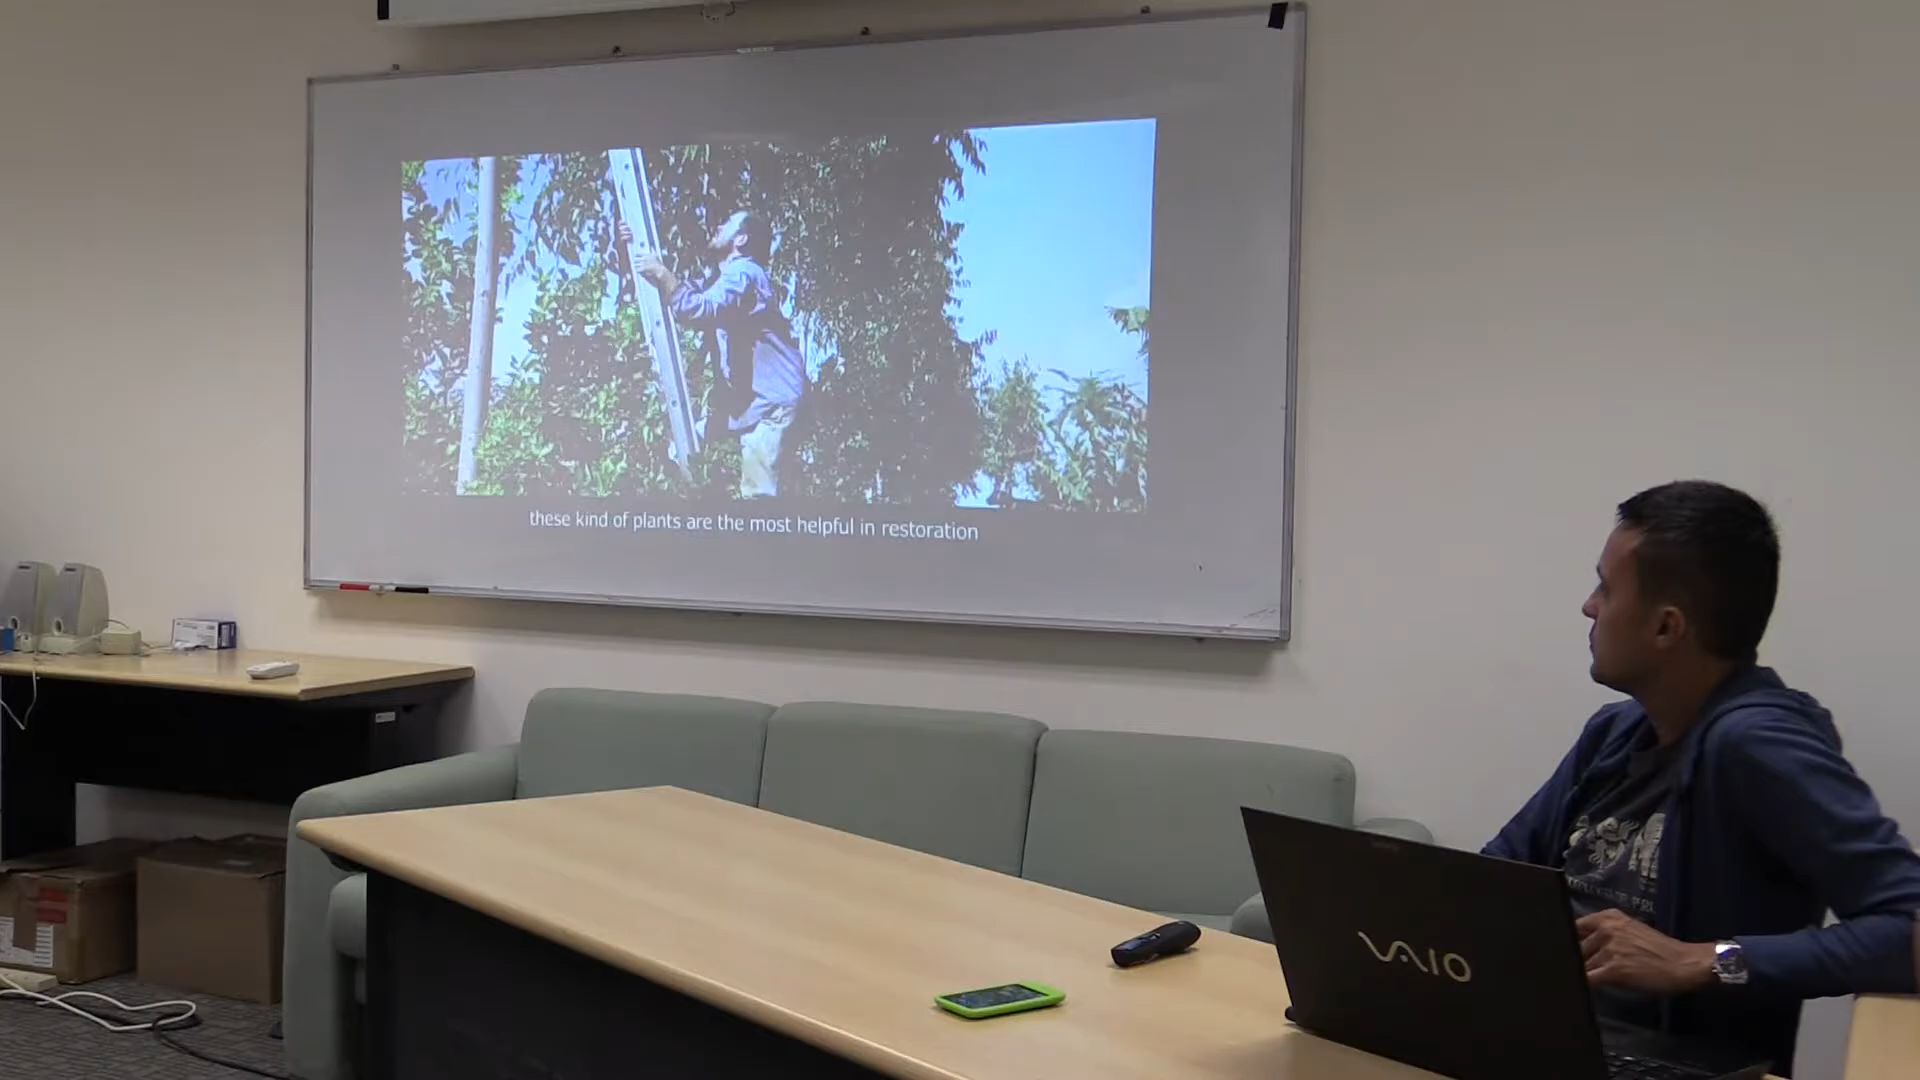 these kind of plants are the most helpful in restoration
VAIO